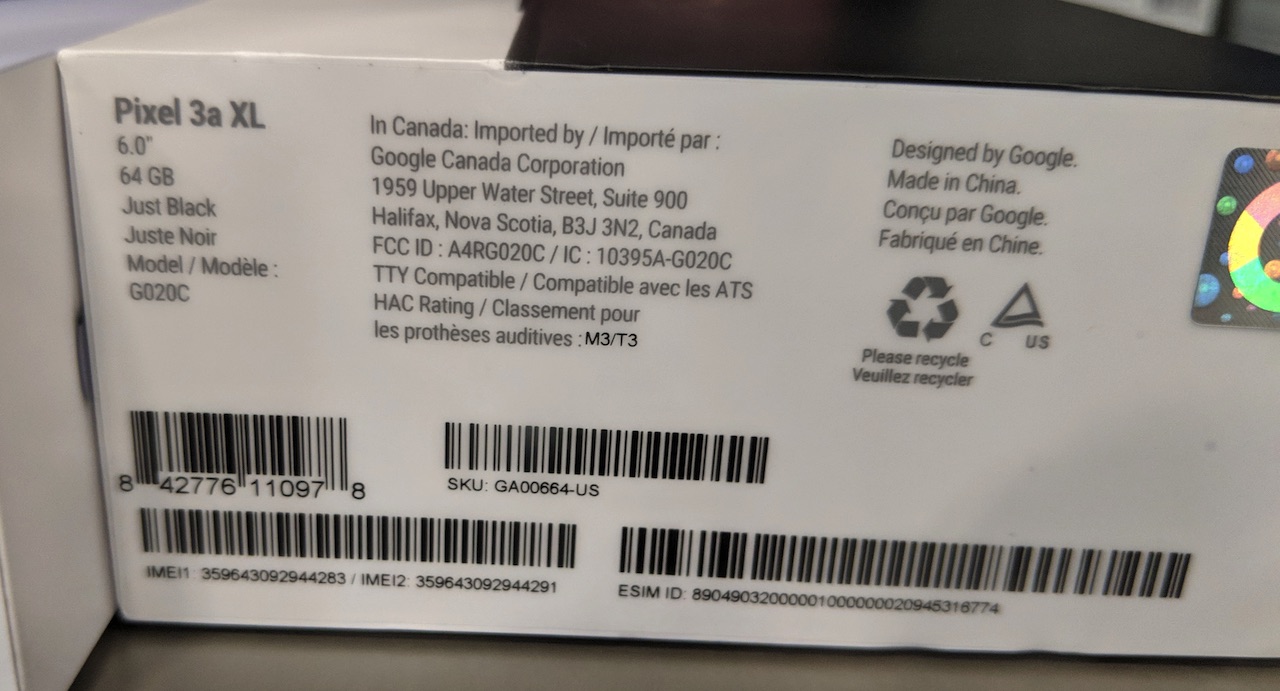 Pixel 3a XL
6.0"
64 GB
Just Black
Juste Noir
Model / Modèle :
G020C
In Canada: Imported by / Importé par :
Google Canada Corporation
1959 Upper Water Street, Suite 900
Halifax, Nova Scotia, B3J 3N2, Canada
FCC ID : A4RG020C / IC : 10395A-G020C
TTY Compatible / Compatible avec les ATS
HAC Rating / Classement pour
les prothèses auditives : M3/T3
Designed by Google.
Made in China.
Conçu par Google.
Fabriqué en Chine.
C US
Please recycle
Veuillez recycler
8 42776 11097 8
SKU: GA00664-US
IMEI1: 359643092944283 / IMEI2: 359643092944291
ESIM ID: 89049032000001000000020945316774